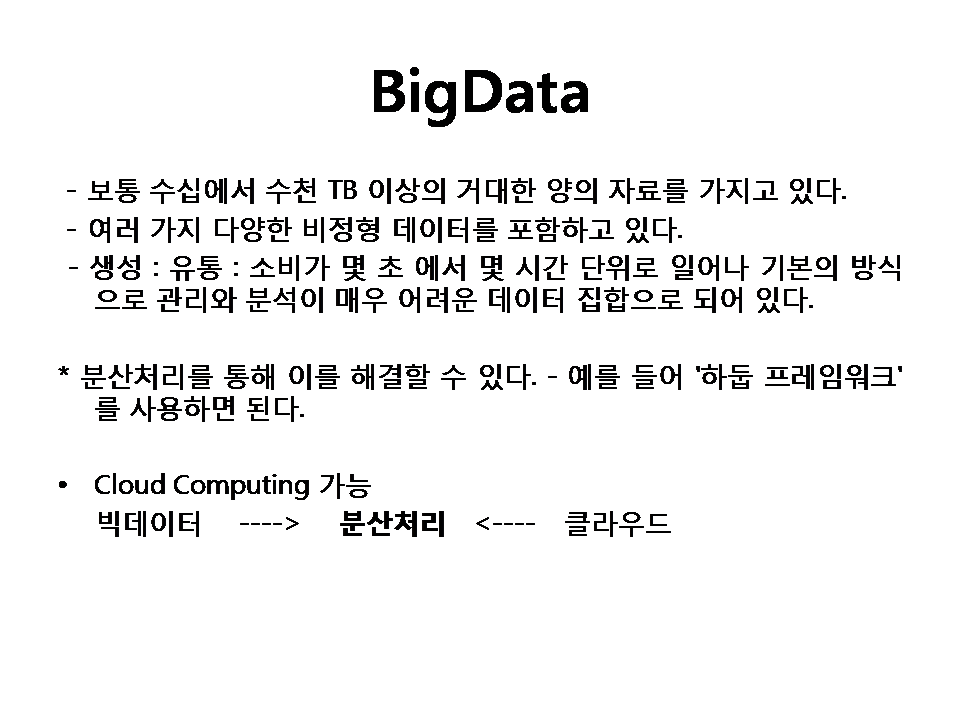 BigData
- 보통 수십에서 수천 TB 이상의 거대한 양의 자료를 가지고 있다.
- 여러 가지 다양한 비정형 데이터를 포함하고 있다.
- 생성 : 유통 : 소비가 몇 초 에서 몇 시간 단위로 일어나 기본의 방식
으로 관리와 분석이 매우 어려운 데이터 집합으로 되어 있다.
* 분산처리를 통해 이를 해결할 수 있다. - 예를 들어 '하둡 프레임워크'
를 사용하면 된다.
• Cloud Computing 가능
빅데이터 ----> 분산처리 <---- 클라우드